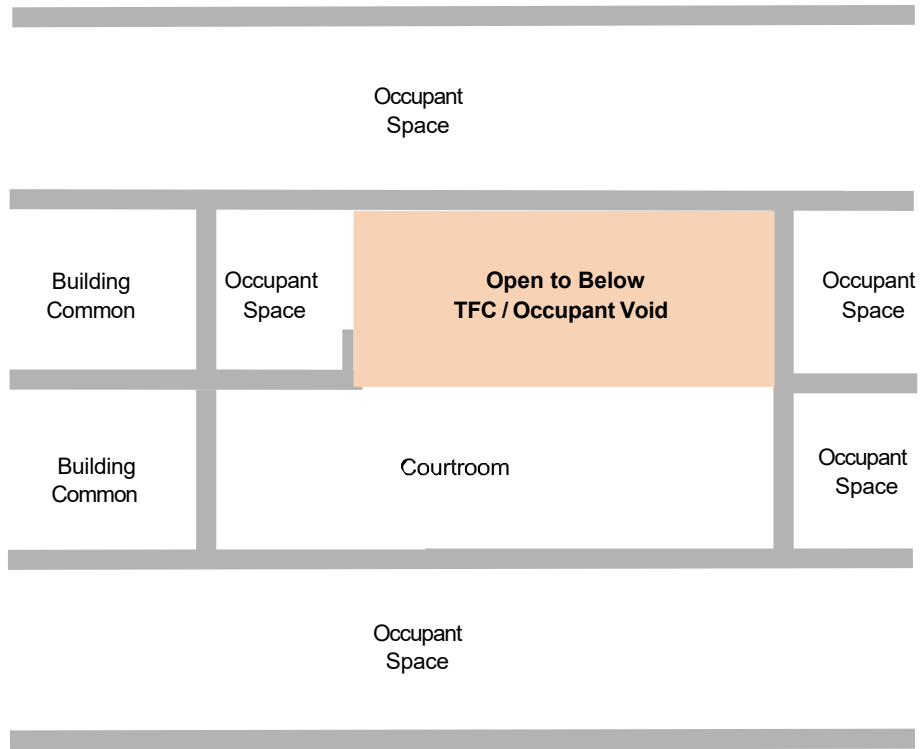 Occupant
Space
Building
Common
Occupant
Space
Open to Below
TFC / Occupant Void
Occupant
Space
Building
Common
Courtroom
Occupant
Space
Occupant
Space